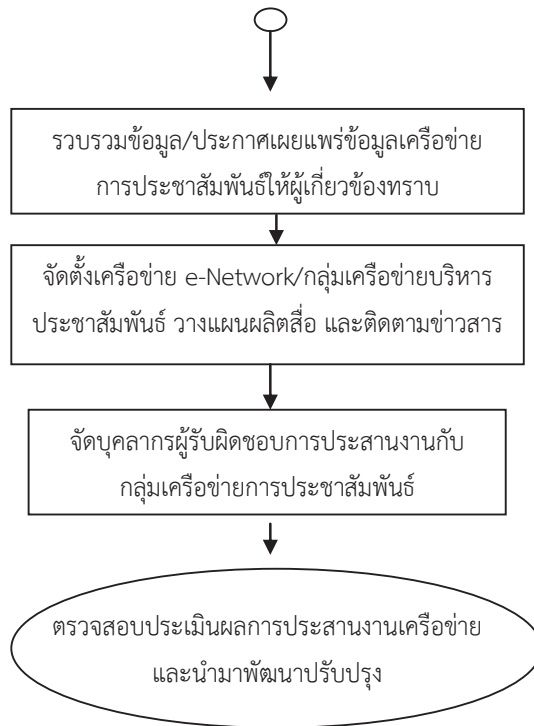 รวบรวมข้อมูล/ประกาศเผยแพร่ข้อมูลเครือข่าย
การประชาสัมพันธ์ให้ผู้เกี่ยวข้องทราบ
จัดตั้งเครือข่าย e-Network/กลุ่มเครือข่ายบริหาร
ประชาสัมพันธ์ วางแผนผลิตสื่อ และติดตามข่าวสาร
จัดบุคลากรผู้รับผิดชอบการประสานงานกับ
กลุ่มเครือข่ายการประชาสัมพันธ์
ตรวจสอบประเมินผลการประสานงานเครือข่าย
และนำมาพัฒนาปรับปรุง